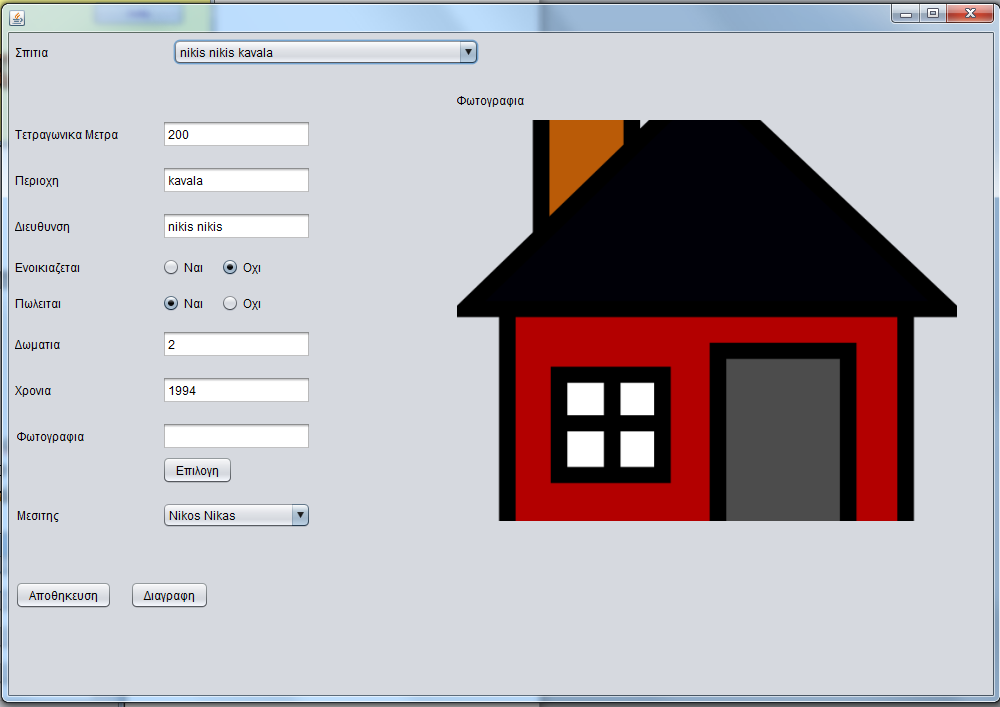 Σπιτια
nikis nikis kavala
Φωτογραφια
Τετραγωνικα Μετρα
200
Περιοχη
kavala
Διευθυνση
nikis nikis
Ενοικιαζεται
Ναι
Οχι
Πωλειται
Ναι
Οχι
Δωματια
2
Χρονια
1994
Φωτογραφια
Επιλογη
Μεσιτης
Nikos Nikas
Αποθηκευση
Διαγραφη